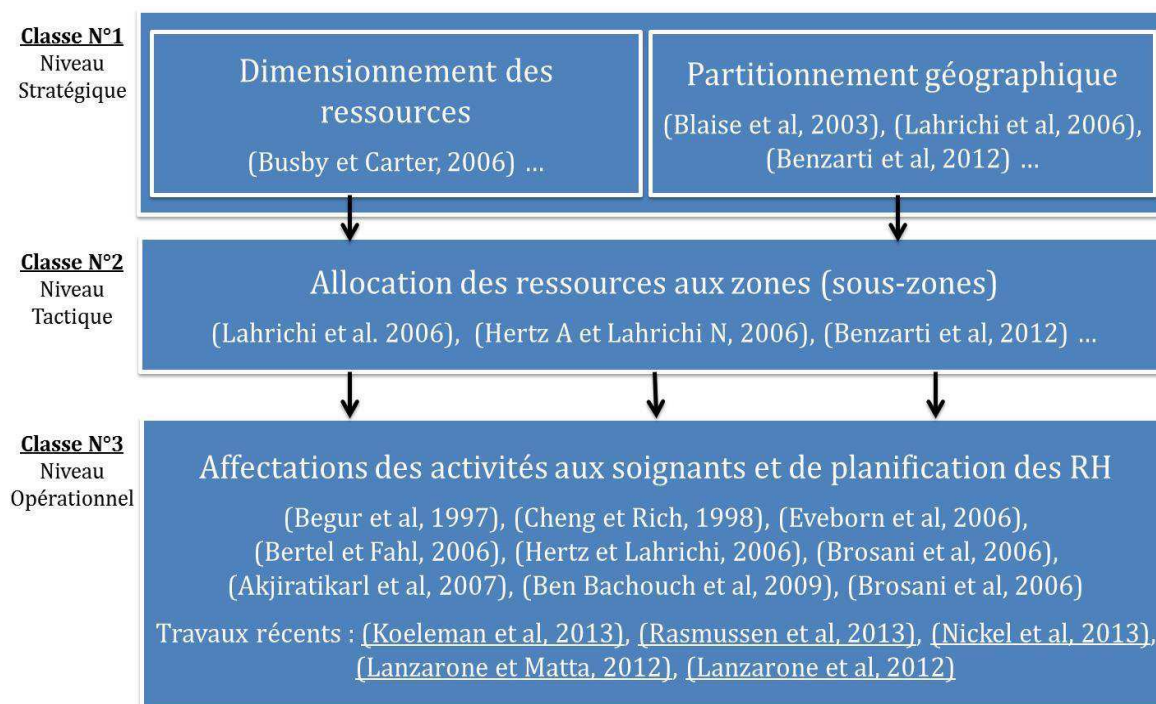 Classe N°1
Niveau
Stratégique
Dimensionnement des
ressources
(Busby et Carter, 2006) ...
Partitionnement géographique
(Blaise et al, 2003), (Lahrichi et al, 2006),
(Benzarti et al, 2012) ...
Classe N°2
Niveau
Tactique
Allocation des ressources aux zones (sous-zones)
(Lahrichi et al. 2006), (Hertz A et Lahrichi N, 2006), (Benzarti et al, 2012) ...
Classe N°3
Niveau
Opérationnel
Affectations des activités aux soignants et de planification des RH
(Begur et al, 1997), (Cheng et Rich, 1998), (Eveborn et al, 2006),
(Bertel et Fahl, 2006), (Hertz et Lahrichi, 2006), (Brosani et al, 2006),
(Akjiratikarl et al, 2007), (Ben Bachouch et al, 2009), (Brosani et al, 2006)
Travaux récents : (Koeleman et al, 2013), (Rasmussen et al, 2013), (Nickel et al, 2013),
(Lanzarone et Matta, 2012), (Lanzarone et al, 2012)